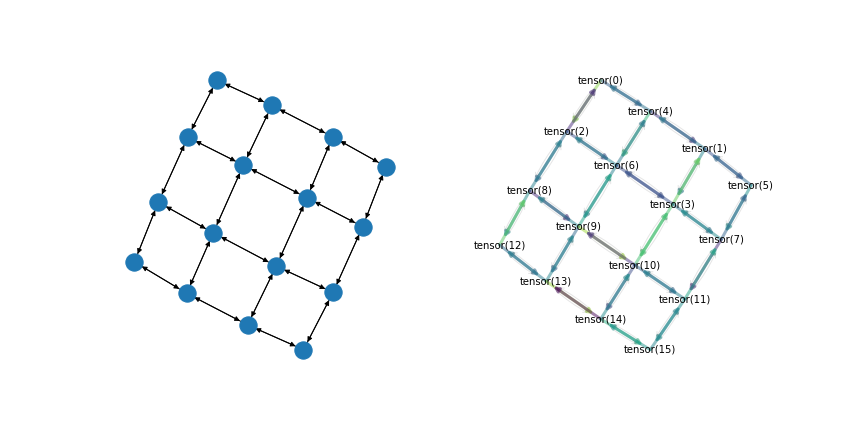 tensor(0)
tensor(4)
tensor(2)
tensor(1)
tensor(6)
tensor(5)
tensor(8)
tensor(3)
tensor(9)
tensor(7)
tensor(12)
tensor(10)
tensor(13)
tensor(11)
tensor(14)
tensor(15)